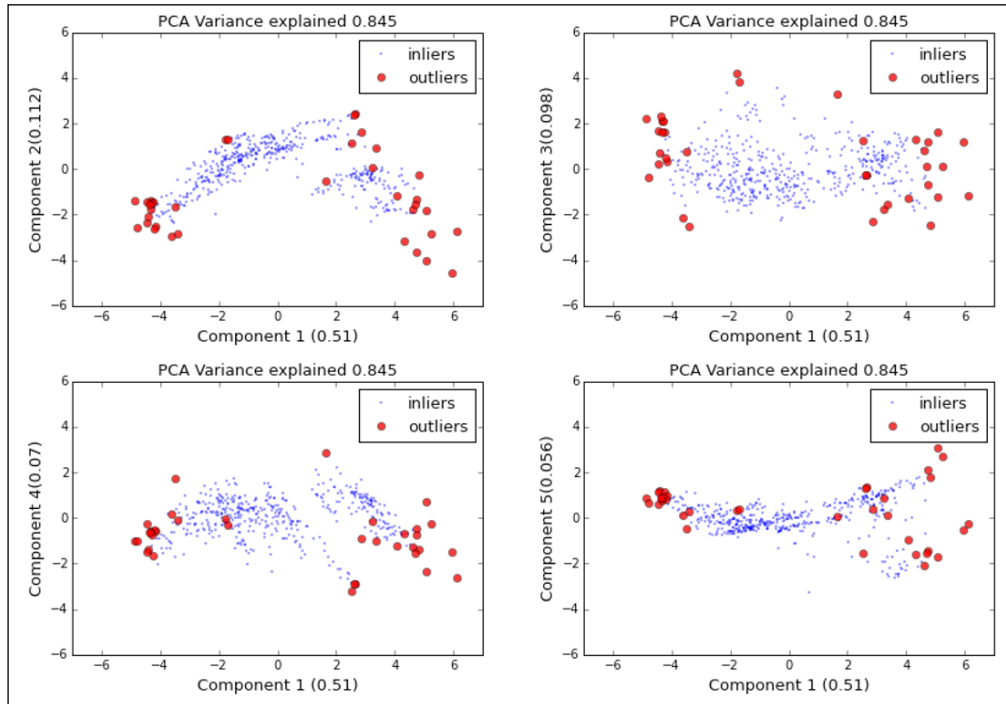 PCA Variance explained 0.845
6
4
2
0
−2
−4
−6
Component 2(0.112)
inliers
outliers
−6 −4 −2 0 2 4 6
Component 1 (0.51)
PCA Variance explained 0.845
6
4
2
0
−2
−4
−6
Component 3(0.098)
inliers
outliers
−6 −4 −2 0 2 4 6
Component 1 (0.51)
PCA Variance explained 0.845
6
4
2
0
−2
−4
−6
Component 4(0.07)
inliers
outliers
−6 −4 −2 0 2 4 6
Component 1 (0.51)
PCA Variance explained 0.845
6
4
2
0
−2
−4
−6
Component 5(0.056)
inliers
outliers
−6 −4 −2 0 2 4 6
Component 1 (0.51)